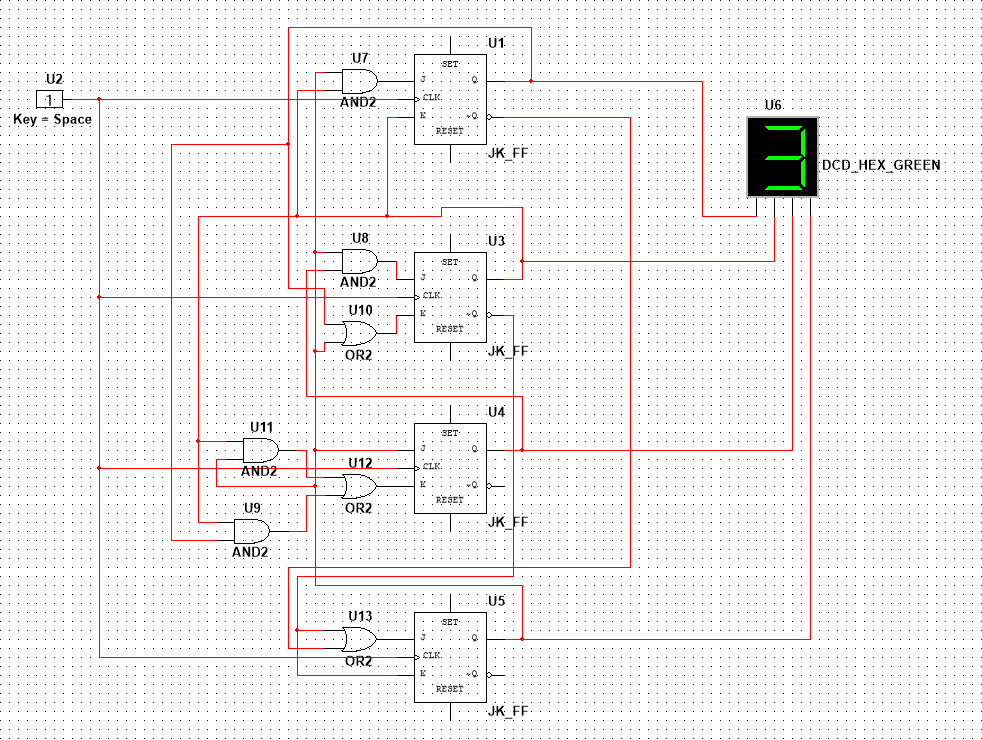 U2
1
Key = Space
U7
AND2
U1
SET
J Q
CLK
K ~Q
RESET
JK_FF
U6
3
DCD_HEX_GREEN
U8
AND2
U10
OR2
U3
SET
J Q
CLK
K ~Q
RESET
JK_FF
U11
AND2
U12
OR2
U9
AND2
U4
SET
J Q
CLK
K ~Q
RESET
JK_FF
U13
OR2
U5
SET
J Q
CLK
K ~Q
RESET
JK_FF